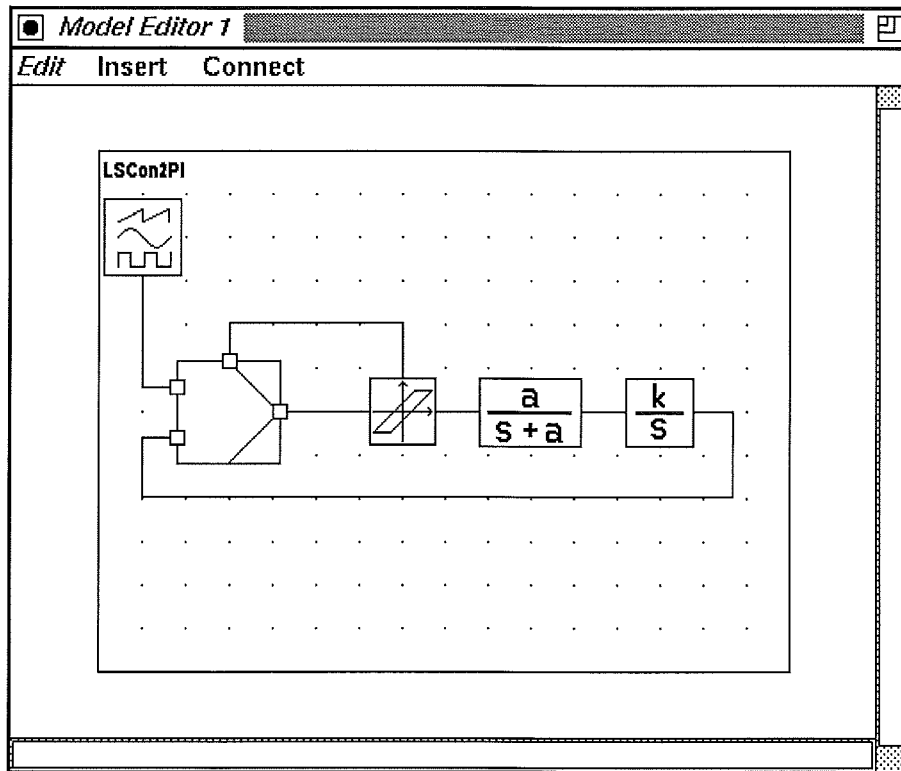 Model Editor 1
Edit Insert Connect
LSCon2PI
a
s + a
k
s